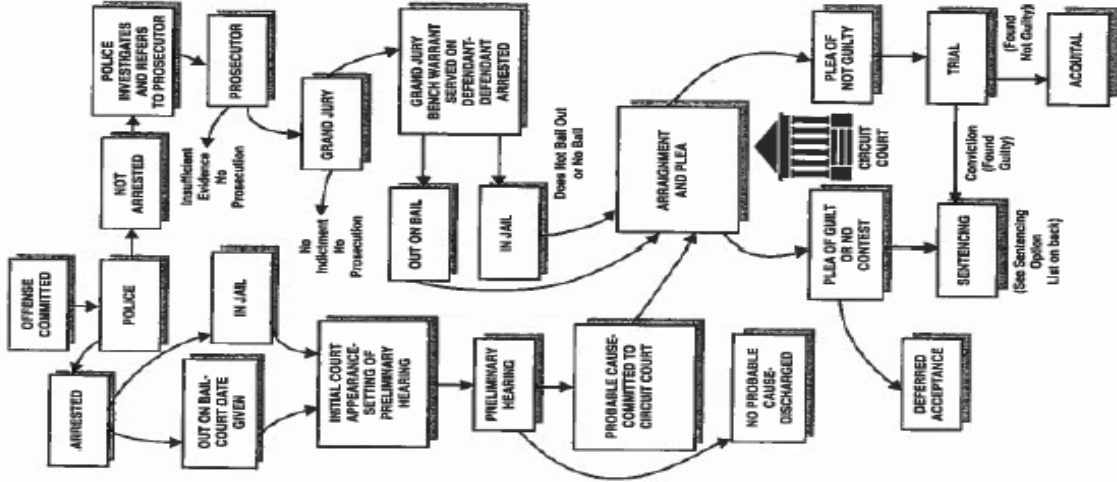 OFFENSE
COMMITTED
POLICE
ARRESTED
NOT
ARRESTED
POLICE
INVESTIGATES
AND REFERS
TO PROSECUTOR
PROSECUTOR
Insufficient
Evidence
No
Prosecution
GRAND JURY
No
Indictment
No
Prosecution
GRAND JURY
BENCH WARRANT
SERVED ON
DEFENDANT-
DEFENDANT
ARRESTED
OUT ON BAIL
IN JAIL
Does Not Bail Out
or No Bail
OUT ON BAIL-
COURT DATE
GIVEN
IN JAIL
INITIAL COURT
APPEARANCE-
SETTING OF
PRELIMINARY
HEARING
PRELIMINARY
HEARING
PROBABLE CAUSE-
COMMITTED TO
CIRCUIT COURT
NO PROBABLE
CAUSE-
DISCHARGED
ARRAIGHMENT
AND PLEA
CIRCUIT
COURT
PLEA OF
NOT GUILTY
TRIAL
(Found
Not Guilty)
ACQUITAL
Conviction
(Found
Guilty)
PLEA OF GUILT
OR NO
CONTEST
SENTENCING
(See Sentencing
Option
List on back)
DEFERRED
ACCEPTANCE